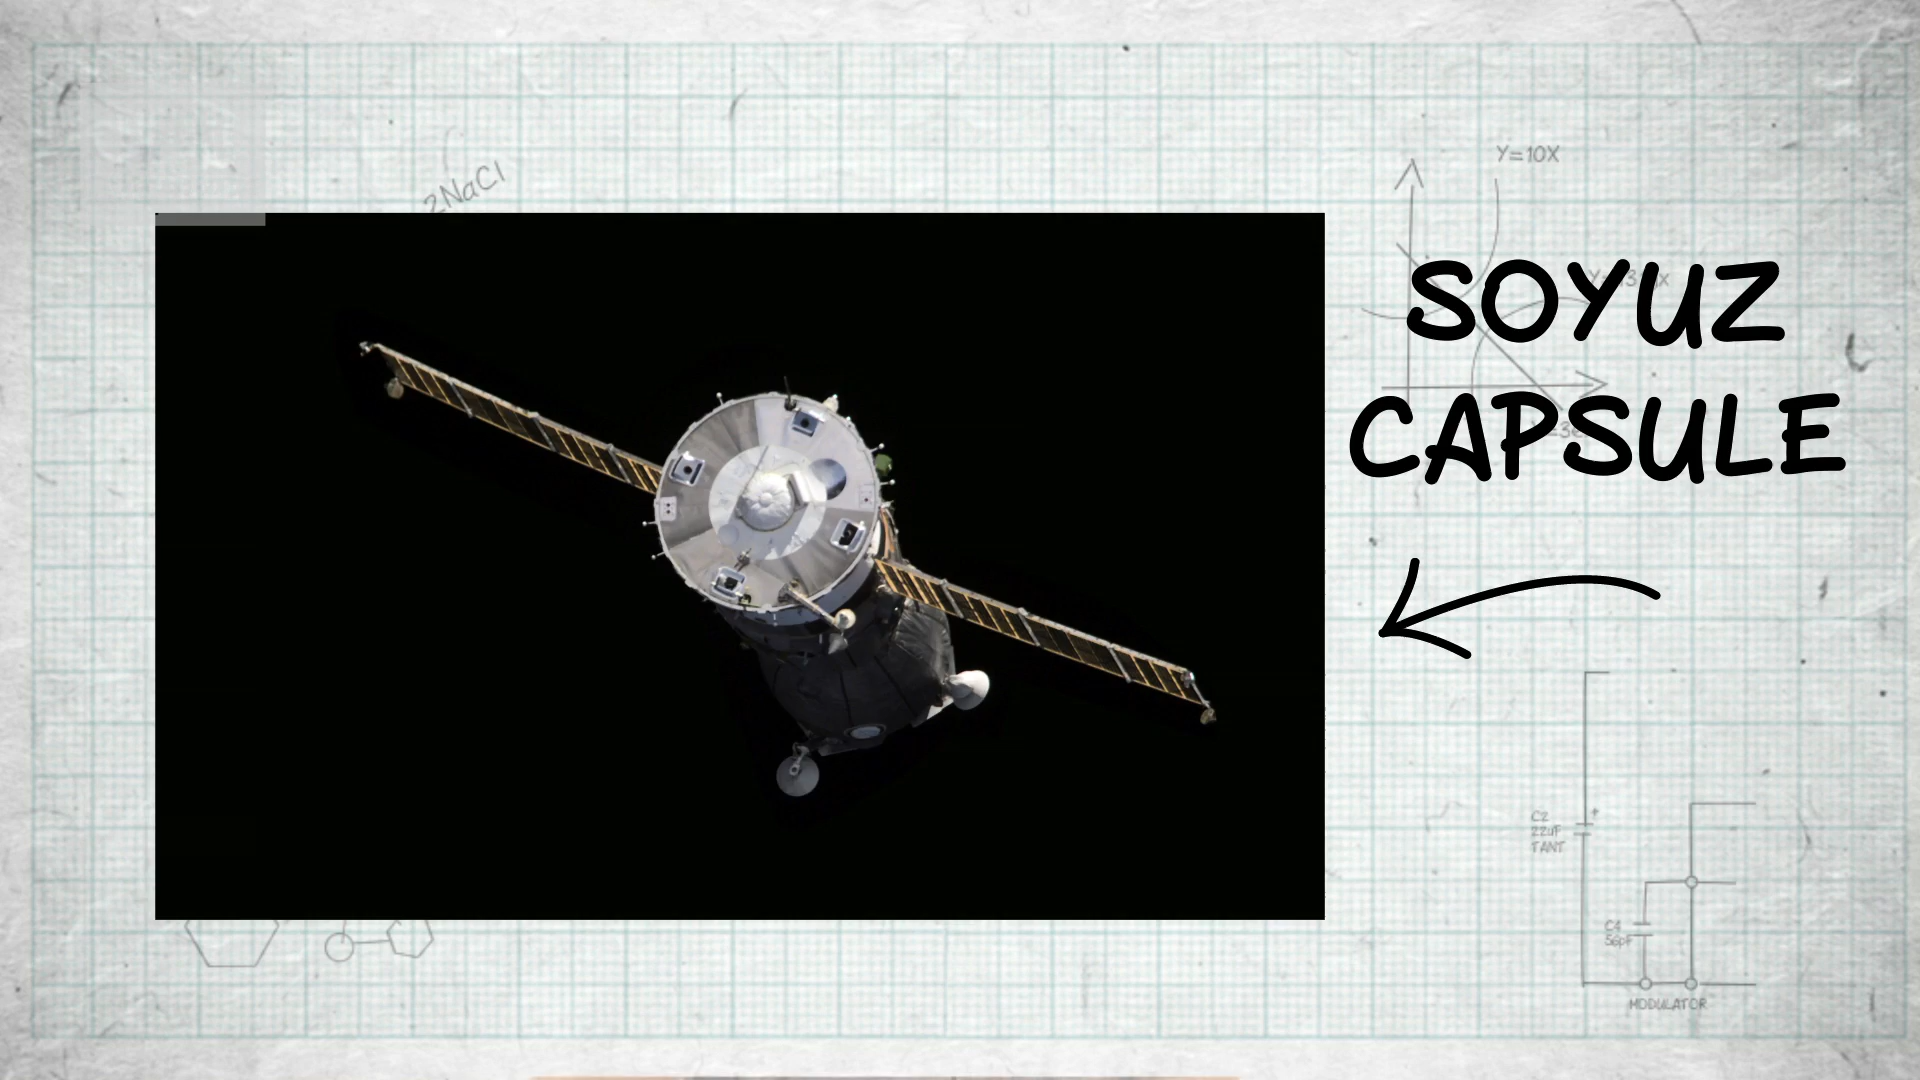 2NaCl
Y=10X
SOYUZ
CAPSULE
C2
22uF
TANT
C4
56pF
MODULATOR